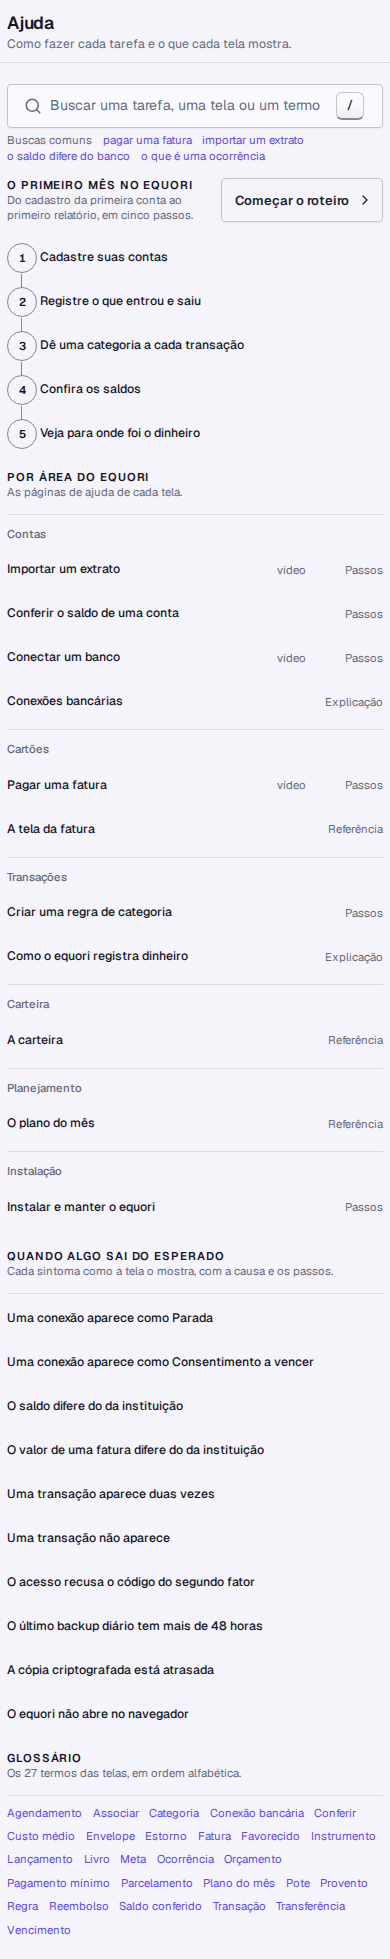 Ajuda
Como fazer cada tarefa e o que cada tela mostra.
Buscar uma tarefa, uma tela ou um termo /
Buscas comuns pagar uma fatura importar um extrato
o saldo difere do banco o que é uma ocorrência
O PRIMEIRO MÊS NO EQUORI
Do cadastro da primeira conta ao
primeiro relatório, em cinco passos.
Começar o roteiro
1 Cadastre suas contas
2 Registre o que entrou e saiu
3 Dê uma categoria a cada transação
4 Confira os saldos
5 Veja para onde foi o dinheiro
POR ÁREA DO EQUORI
As páginas de ajuda de cada tela.
Contas
Importar um extrato vídeo Passos
Conferir o saldo de uma conta Passos
Conectar um banco vídeo Passos
Conexões bancárias Explicação
Cartões
Pagar uma fatura vídeo Passos
A tela da fatura Referência
Transações
Criar uma regra de categoria Passos
Como o equori registra dinheiro Explicação
Carteira
A carteira Referência
Planejamento
O plano do mês Referência
Instalação
Instalar e manter o equori Passos
QUANDO ALGO SAI DO ESPERADO
Cada sintoma como a tela o mostra, com a causa e os passos.
Uma conexão aparece como Parada
Uma conexão aparece como Consentimento a vencer
O saldo difere do da instituição
O valor de uma fatura difere do da instituição
Uma transação aparece duas vezes
Uma transação não aparece
O acesso recusa o código do segundo fator
O último backup diário tem mais de 48 horas
A cópia criptografada está atrasada
O equori não abre no navegador
GLOSSÁRIO
Os 27 termos das telas, em ordem alfabética.
Agendamento Associar Categoria Conexão bancária Conferir
Custo médio Envelope Estorno Fatura Favorecido Instrumento
Lançamento Livro Meta Ocorrência Orçamento
Pagamento mínimo Parcelamento Plano do mês Pote Provento
Regra Reembolso Saldo conferido Transação Transferência
Vencimento